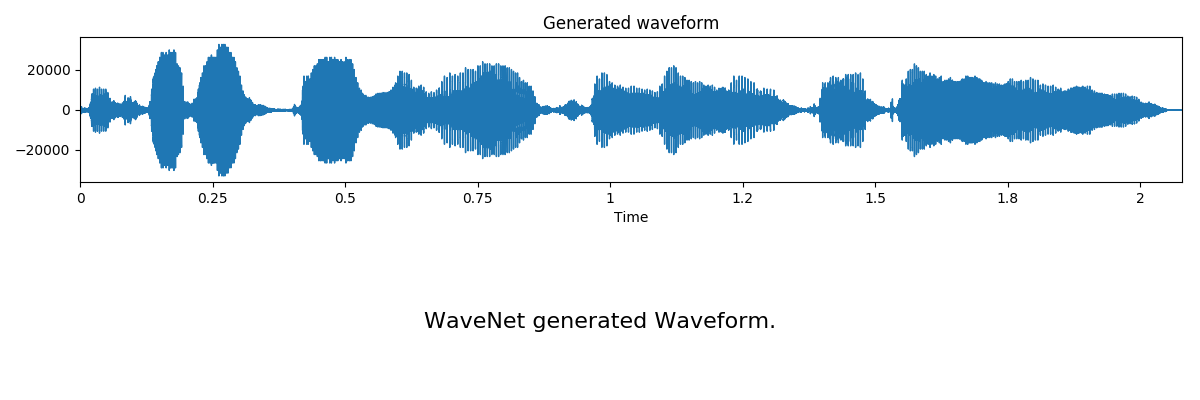 Generated waveform
20000
0
−20000
0 0.25 0.5 0.75 1 1.2 1.5 1.8 2
Time
WaveNet generated Waveform.